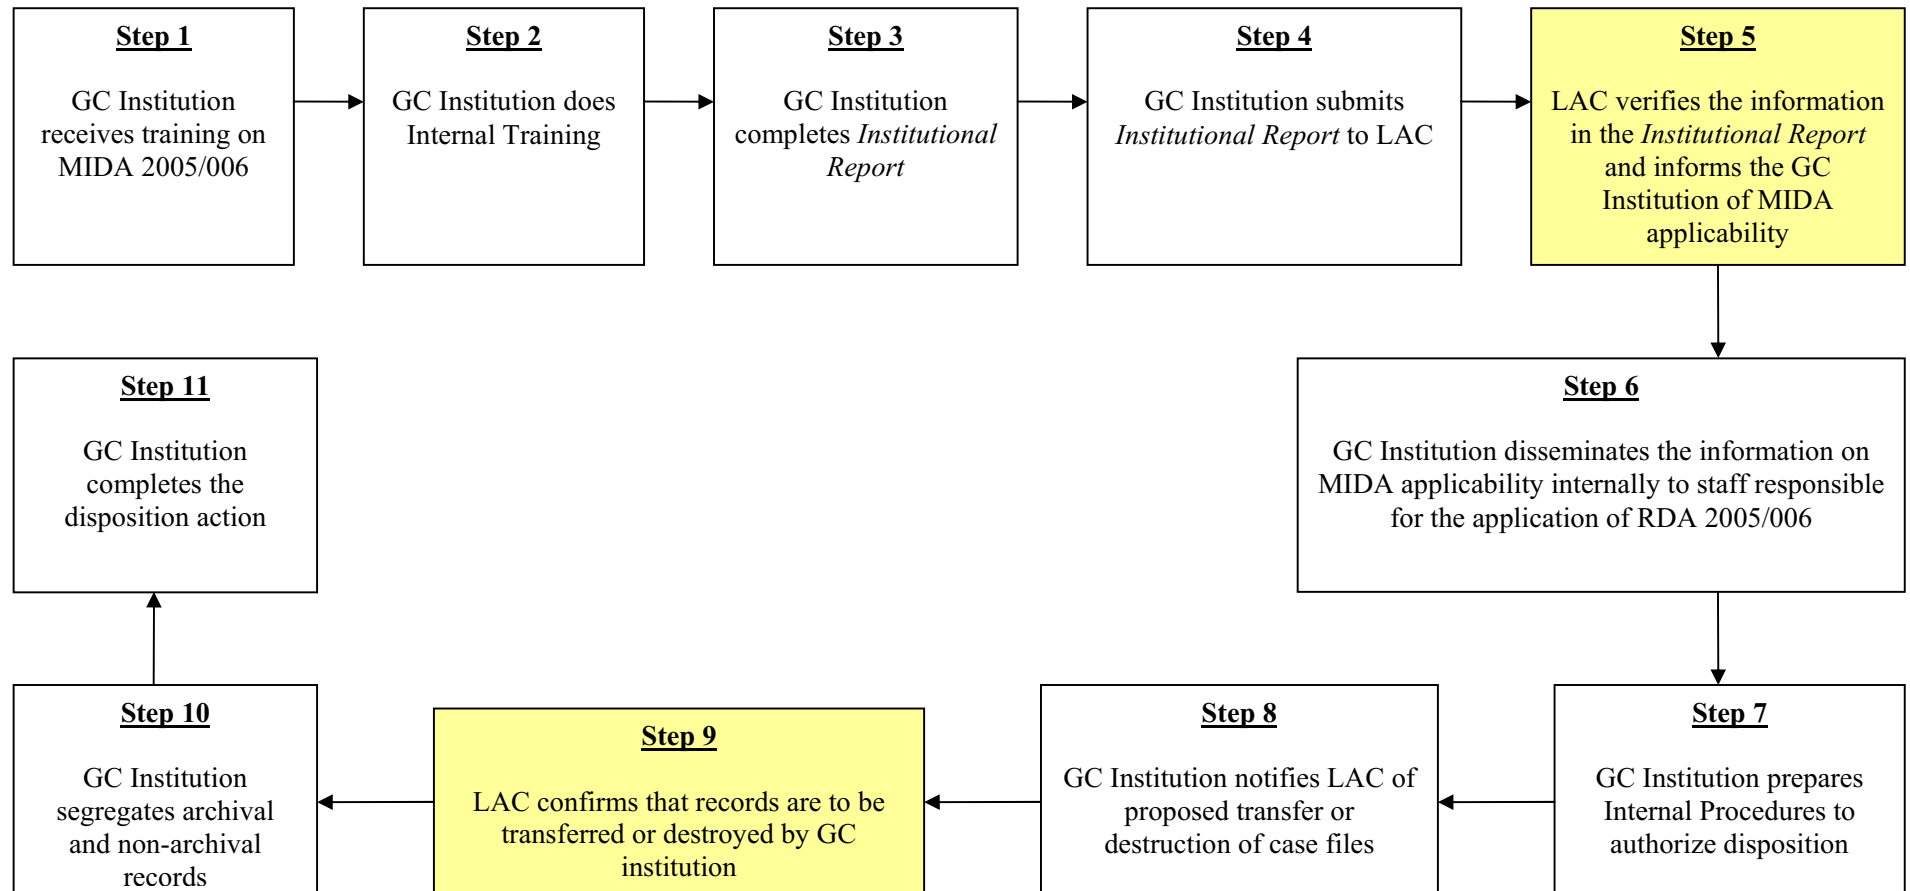 Step 1
GC Institution
receives training on
MIDA 2005/006
Step 2
GC Institution does
Internal Training
Step 3
GC Institution
completes Institutional
Report
Step 4
GC Institution submits
Institutional Report to LAC
Step 5
LAC verifies the information
in the Institutional Report
and informs the GC
Institution of MIDA
applicability
Step 6
GC Institution disseminates the information on
MIDA applicability internally to staff responsible
for the application of RDA 2005/006
Step 7
GC Institution prepares
Internal Procedures to
authorize disposition
Step 8
GC Institution notifies LAC of
proposed transfer or
destruction of case files
Step 9
LAC confirms that records are to be
transferred or destroyed by GC
institution
Step 10
GC Institution
segregates archival
and non-archival
records
Step 11
GC Institution
completes the
disposition action